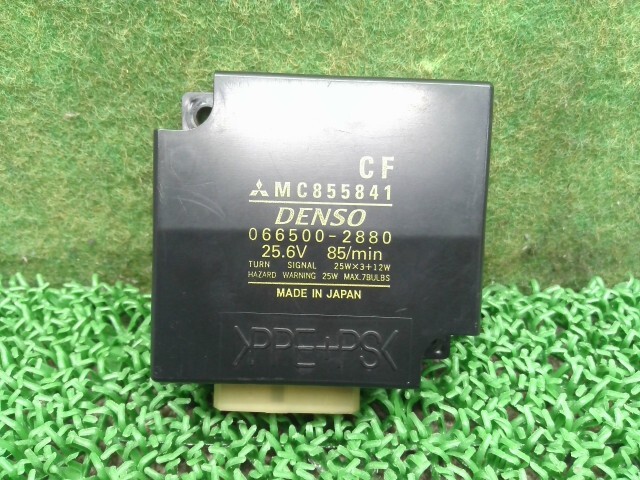 CF
MC855841
DENSO
066500-2880
25.6V 85/min
TURN SIGNAL 25W×3+12W
HAZARD WARNING 25W MAX.7BULBS
MADE IN JAPAN
>PPE+PS<